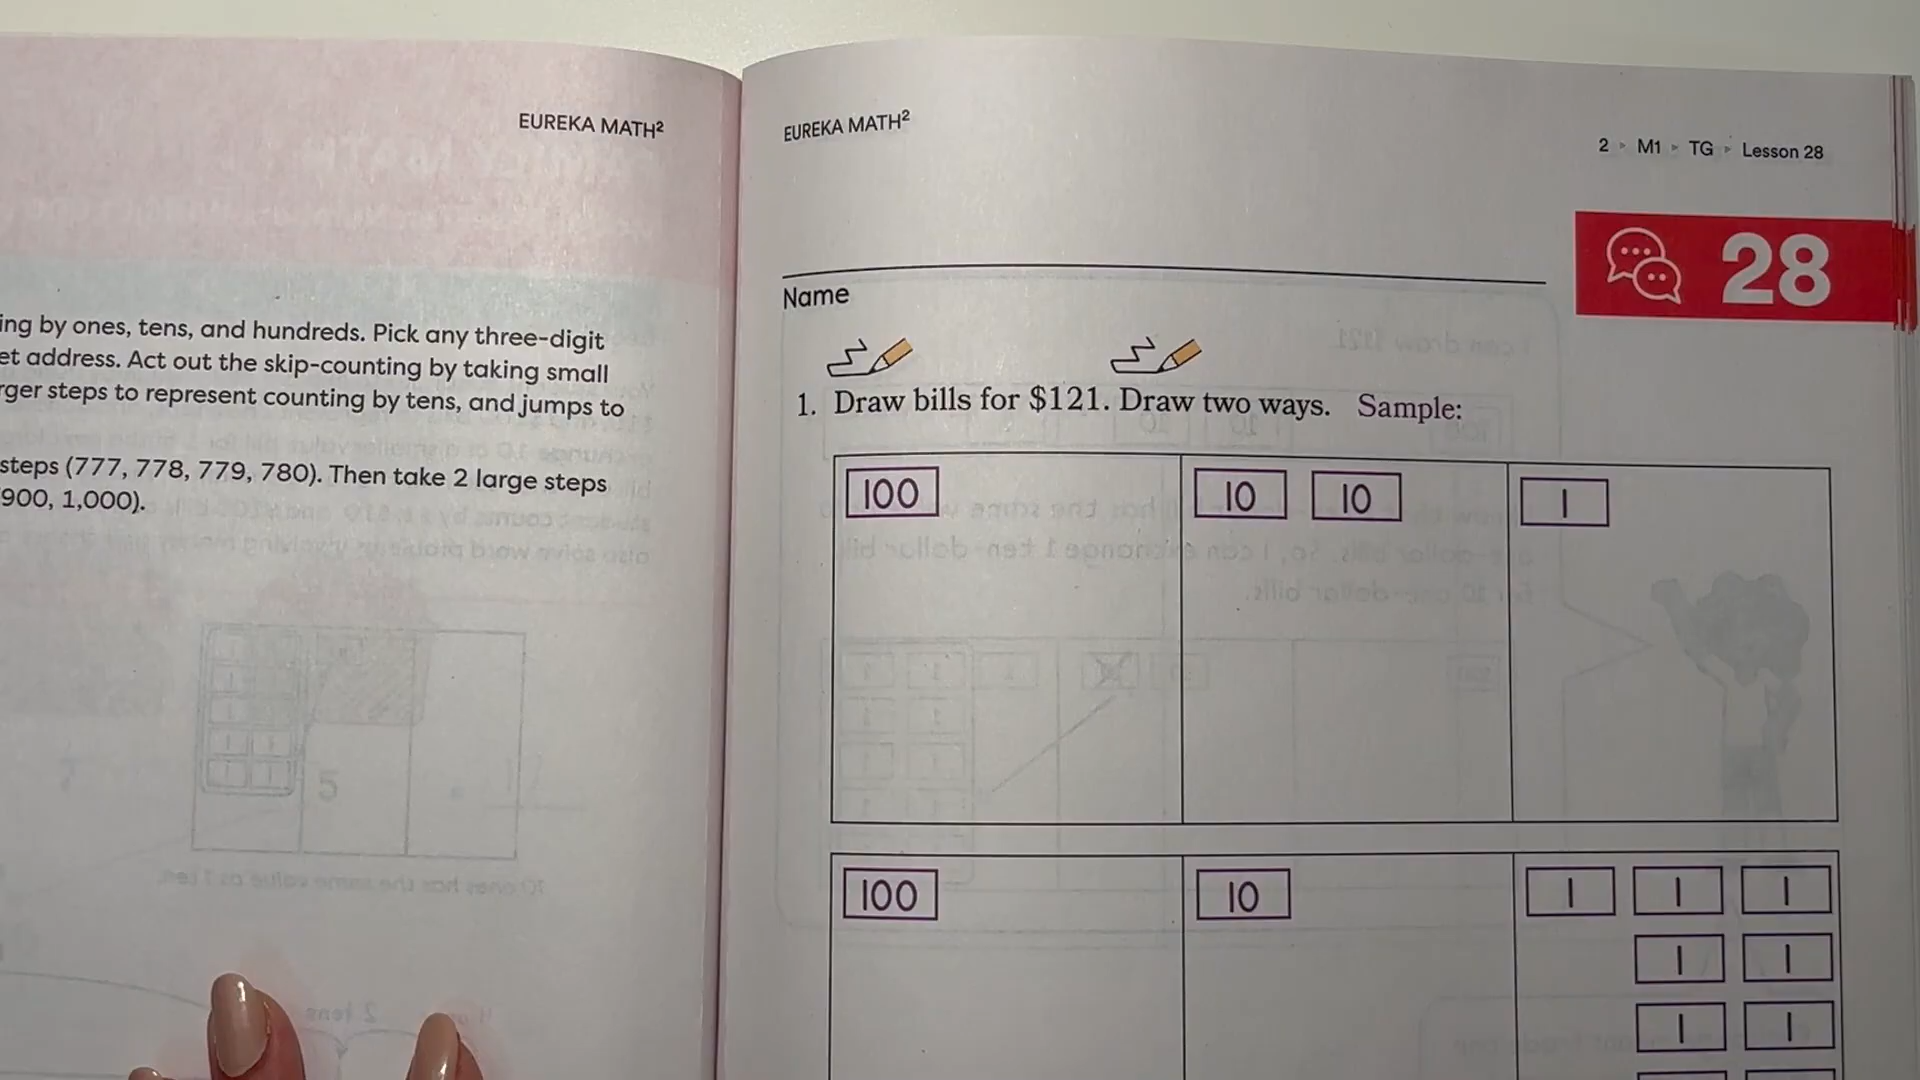 EUREKA MATH²
ing by ones, tens, and hundreds. Pick any three-digit
et address. Act out the skip-counting by taking small
rger steps to represent counting by tens, and jumps to
steps (777, 778, 779, 780). Then take 2 large steps
900, 1,000).
EUREKA MATH²
2 ▸ M1 ▸ TG ▸ Lesson 28
28
Name
1. Draw bills for $121. Draw two ways. Sample:
100 10 10 1
100 10 1 1 1
1 1
1 1